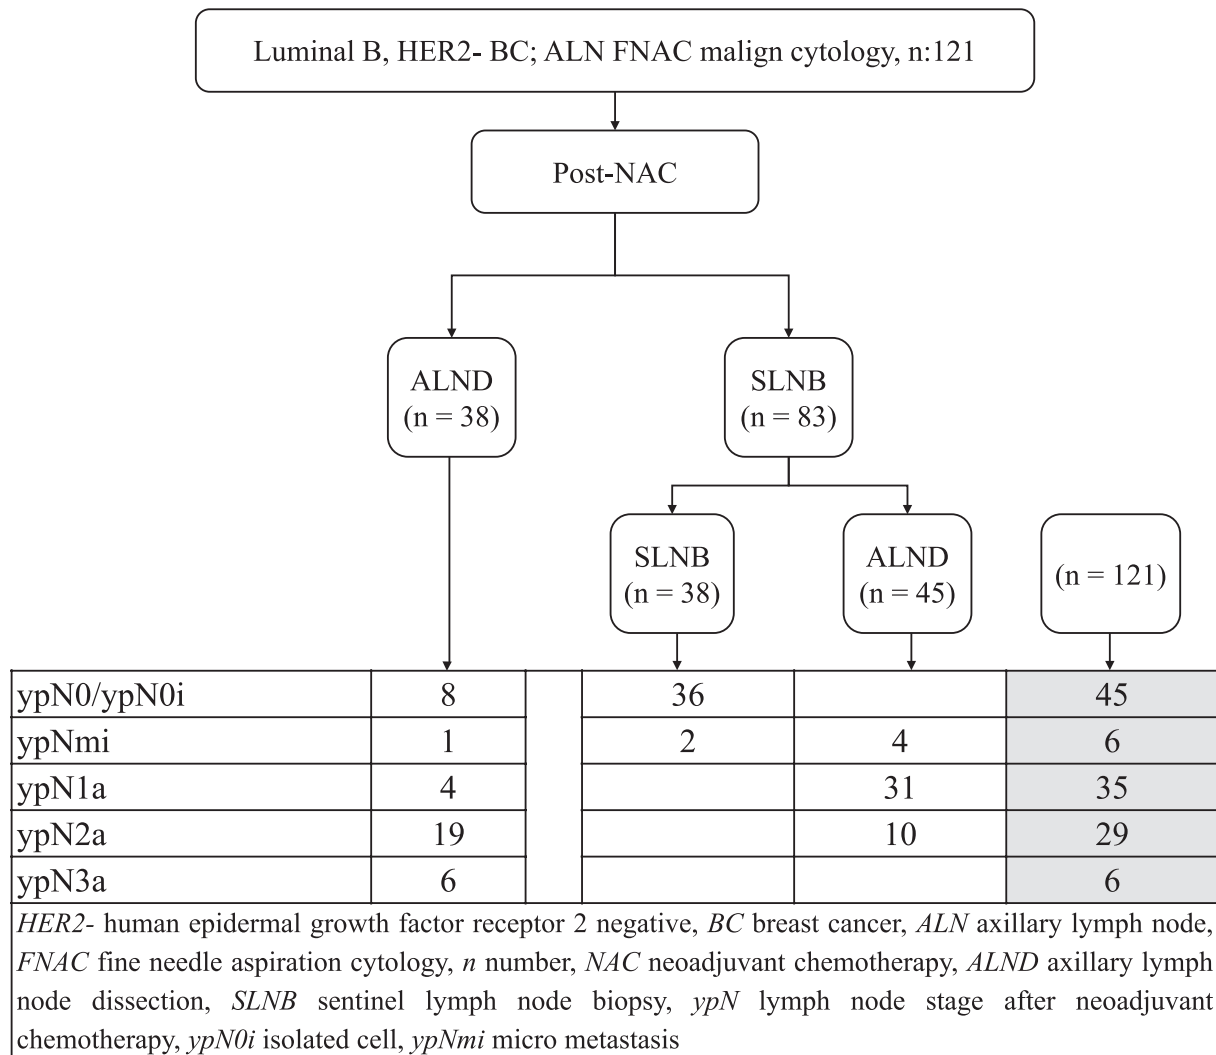 Luminal B, HER2- BC; ALN FNAC malign cytology, n:121
Post-NAC
ALND
(n = 38)
SLNB
(n = 83)
SLNB
(n = 38)
ALND
(n = 45)
(n = 121)
ypN0/ypN0i 8 36 45
ypNmi 1 2 4 6
ypN1a 4 31 35
ypN2a 19 10 29
ypN3a 6 6
HER2- human epidermal growth factor receptor 2 negative, BC breast cancer, ALN axillary lymph node,
FNAC fine needle aspiration cytology, n number, NAC neoadjuvant chemotherapy, ALND axillary lymph
node dissection, SLNB sentinel lymph node biopsy, ypN lymph node stage after neoadjuvant
chemotherapy, ypN0i isolated cell, ypNmi micro metastasis